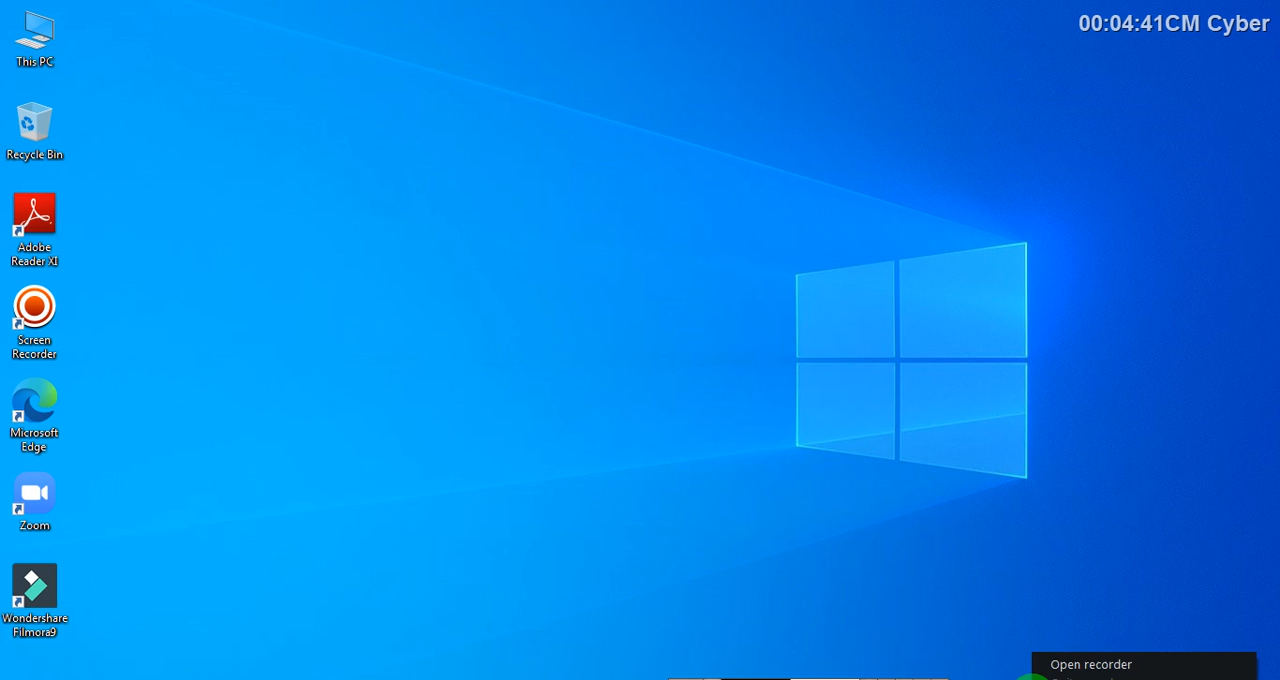 00:04:41CM Cyber
This PC
Recycle Bin
Adobe
Reader XI
Screen
Recorder
Microsoft
Edge
Zoom
Wondershare
Filmora9
Open recorder